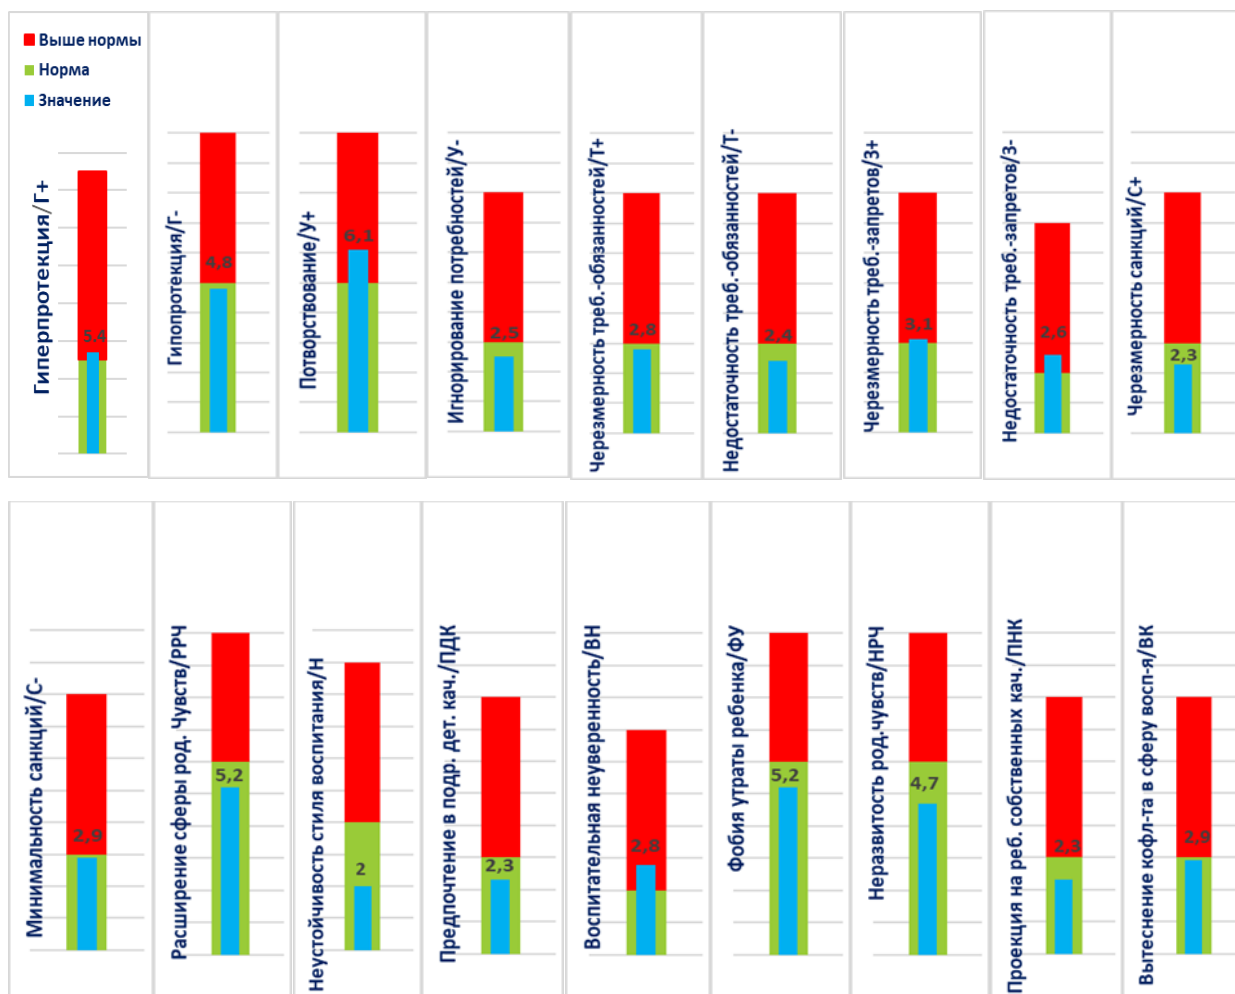 Выше нормы
Норма
Значение
Гиперпротекция/Г+
5,4
Гипопротекция/Г-
4,8
Потворствование/У+
6,1
Игнорирование потребностей/У-
2,5
Черезмерность треб.-обязанностей/Т+
2,8
Недостаточность треб.-обязанностей/Т-
2,4
Черезмерность треб.-запретов/З+
3,1
Недостаточность треб.-запретов/З-
2,6
Черезмерность санкций/С+
2,3
Минимальность санкций/С-
2,9
Расширение сферы род. Чувств/РРЧ
5,2
Неустойчивость стиля воспитания/Н
2
Предпочтение в подр. дет. кач./ПДК
2,3
Воспитательная неуверенность/ВН
2,8
Фобия утраты ребенка/ФУ
5,2
Неразвитость род.чувств/НРЧ
4,7
Проекция на реб. собственных кач./ПНК
2,3
Вытеснение кофл-та в сферу восп-я/ВК
2,9